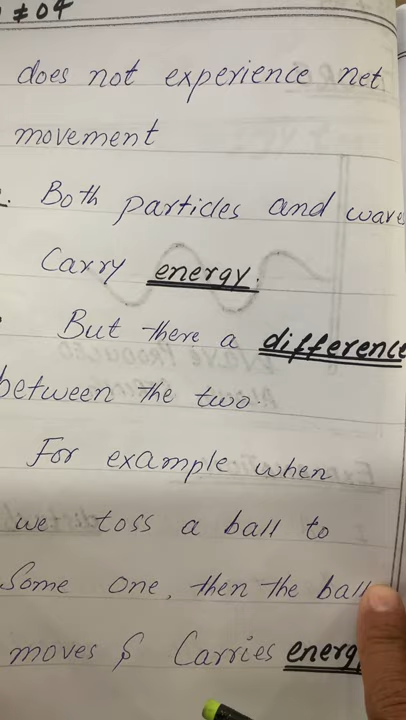 # 04
does not experience net
movement
Both particles and wave
Carry energy.
But there a difference
between the two.
For example when
we toss a ball to
Some one, then the ball
moves & Carries energ